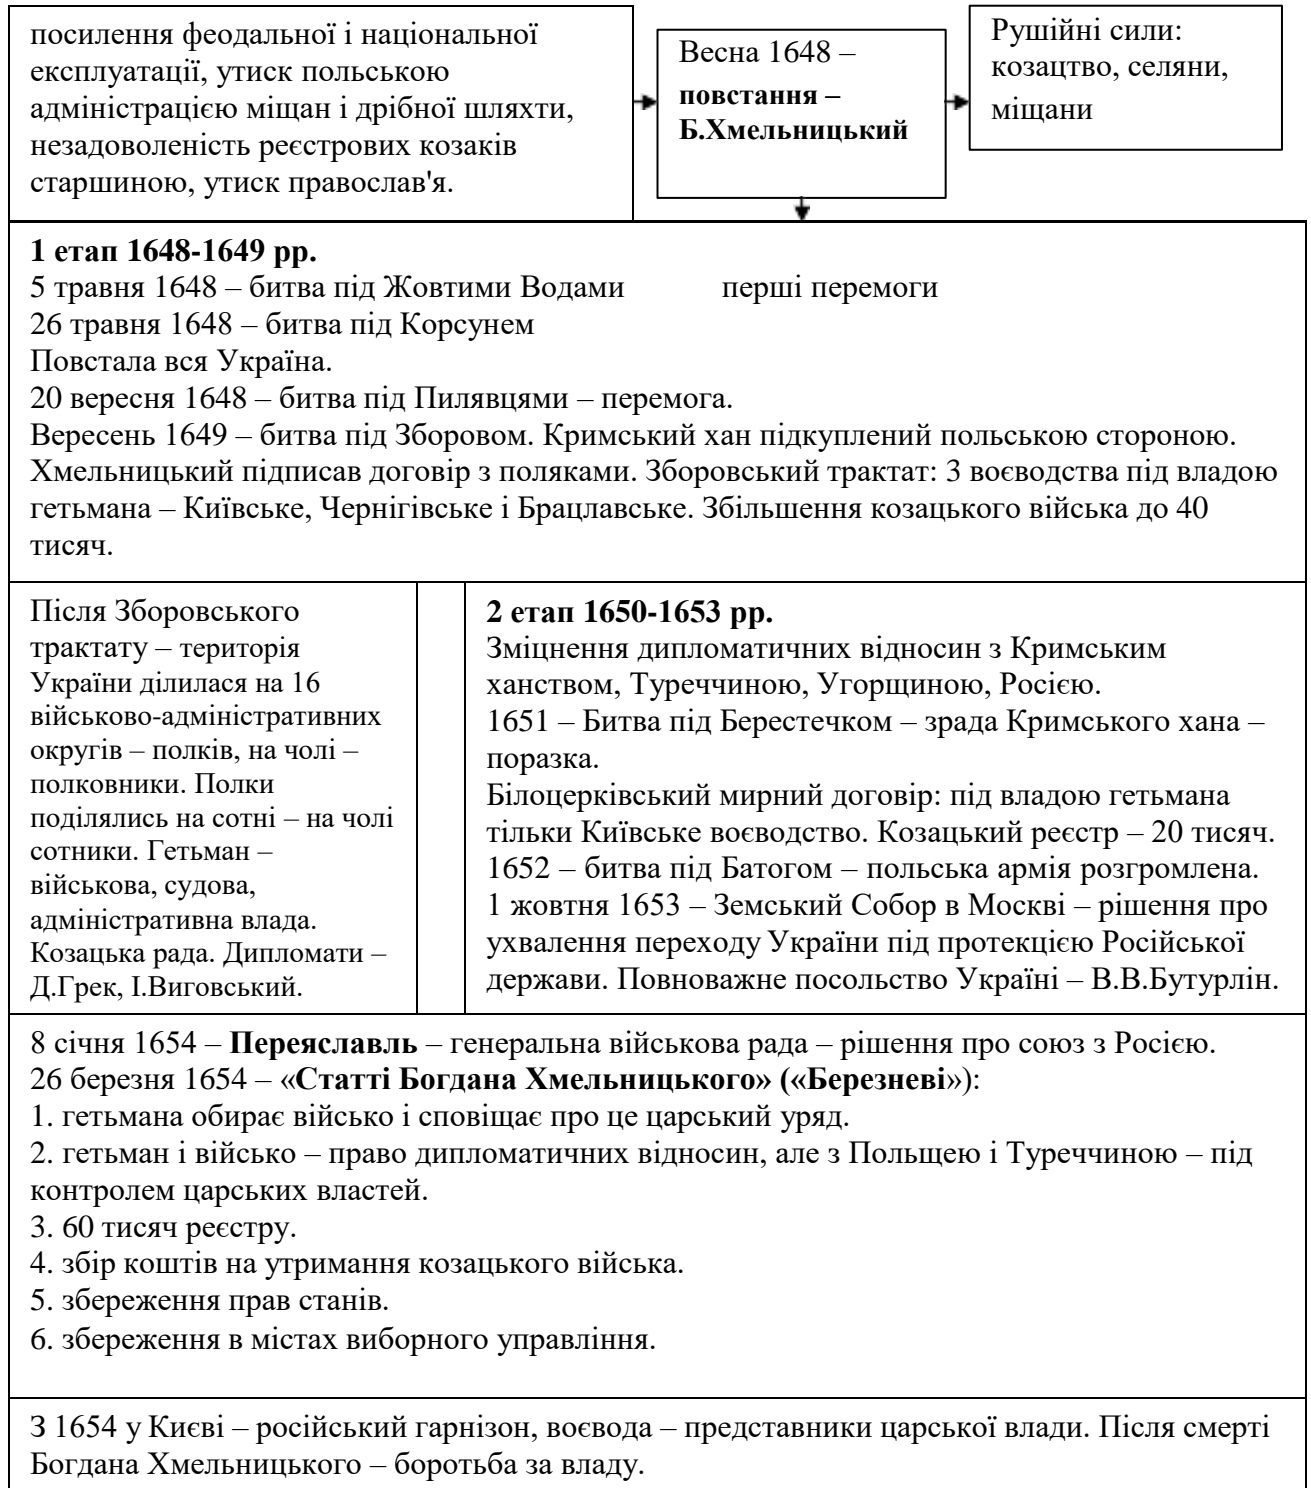 посилення феодальної і національної
експлуатації, утиск польською
адміністрацією міщан і дрібної шляхти,
незадоволеність реєстрових козаків
старшиною, утиск православ'я.
Весна 1648 –
повстання –
Б.Хмельницький
Рушійні сили:
козацтво, селяни,
міщани
1 етап 1648-1649 рр.
5 травня 1648 – битва під Жовтими Водами перші перемоги
26 травня 1648 – битва під Корсунем
Повстала вся Україна.
20 вересня 1648 – битва під Пилявцями – перемога.
Вересень 1649 – битва під Зборовом. Кримський хан підкуплений польською стороною.
Хмельницький підписав договір з поляками. Зборовський трактат: 3 воєводства під владою
гетьмана – Київське, Чернігівське і Брацлавське. Збільшення козацького війська до 40
тисяч.
Після Зборовського
трактату – територія
України ділилася на 16
військово-адміністративних
округів – полків, на чолі –
полковники. Полки
поділялись на сотні – на чолі
сотники. Гетьман –
військова, судова,
адміністративна влада.
Козацька рада. Дипломати –
Д.Грек, І.Виговський.
2 етап 1650-1653 рр.
Зміцнення дипломатичних відносин з Кримським
ханством, Туреччиною, Угорщиною, Росією.
1651 – Битва під Берестечком – зрада Кримського хана –
поразка.
Білоцерківський мирний договір: під владою гетьмана
тільки Київське воєводство. Козацький реєстр – 20 тисяч.
1652 – битва під Батогом – польська армія розгромлена.
1 жовтня 1653 – Земський Собор в Москві – рішення про
ухвалення переходу України під протекцією Російської
держави. Повноважне посольство Україні – В.В.Бутурлін.
8 січня 1654 – Переяславль – генеральна військова рада – рішення про союз з Росією.
26 березня 1654 – «Статті Богдана Хмельницького» («Березневі»):
1. гетьмана обирає військо і сповіщає про це царський уряд.
2. гетьман і військо – право дипломатичних відносин, але з Польщею і Туреччиною – під
контролем царських властей.
3. 60 тисяч реєстру.
4. збір коштів на утримання козацького війська.
5. збереження прав станів.
6. збереження в містах виборного управління.
З 1654 у Києві – російський гарнізон, воєвода – представники царської влади. Після смерті
Богдана Хмельницького – боротьба за владу.